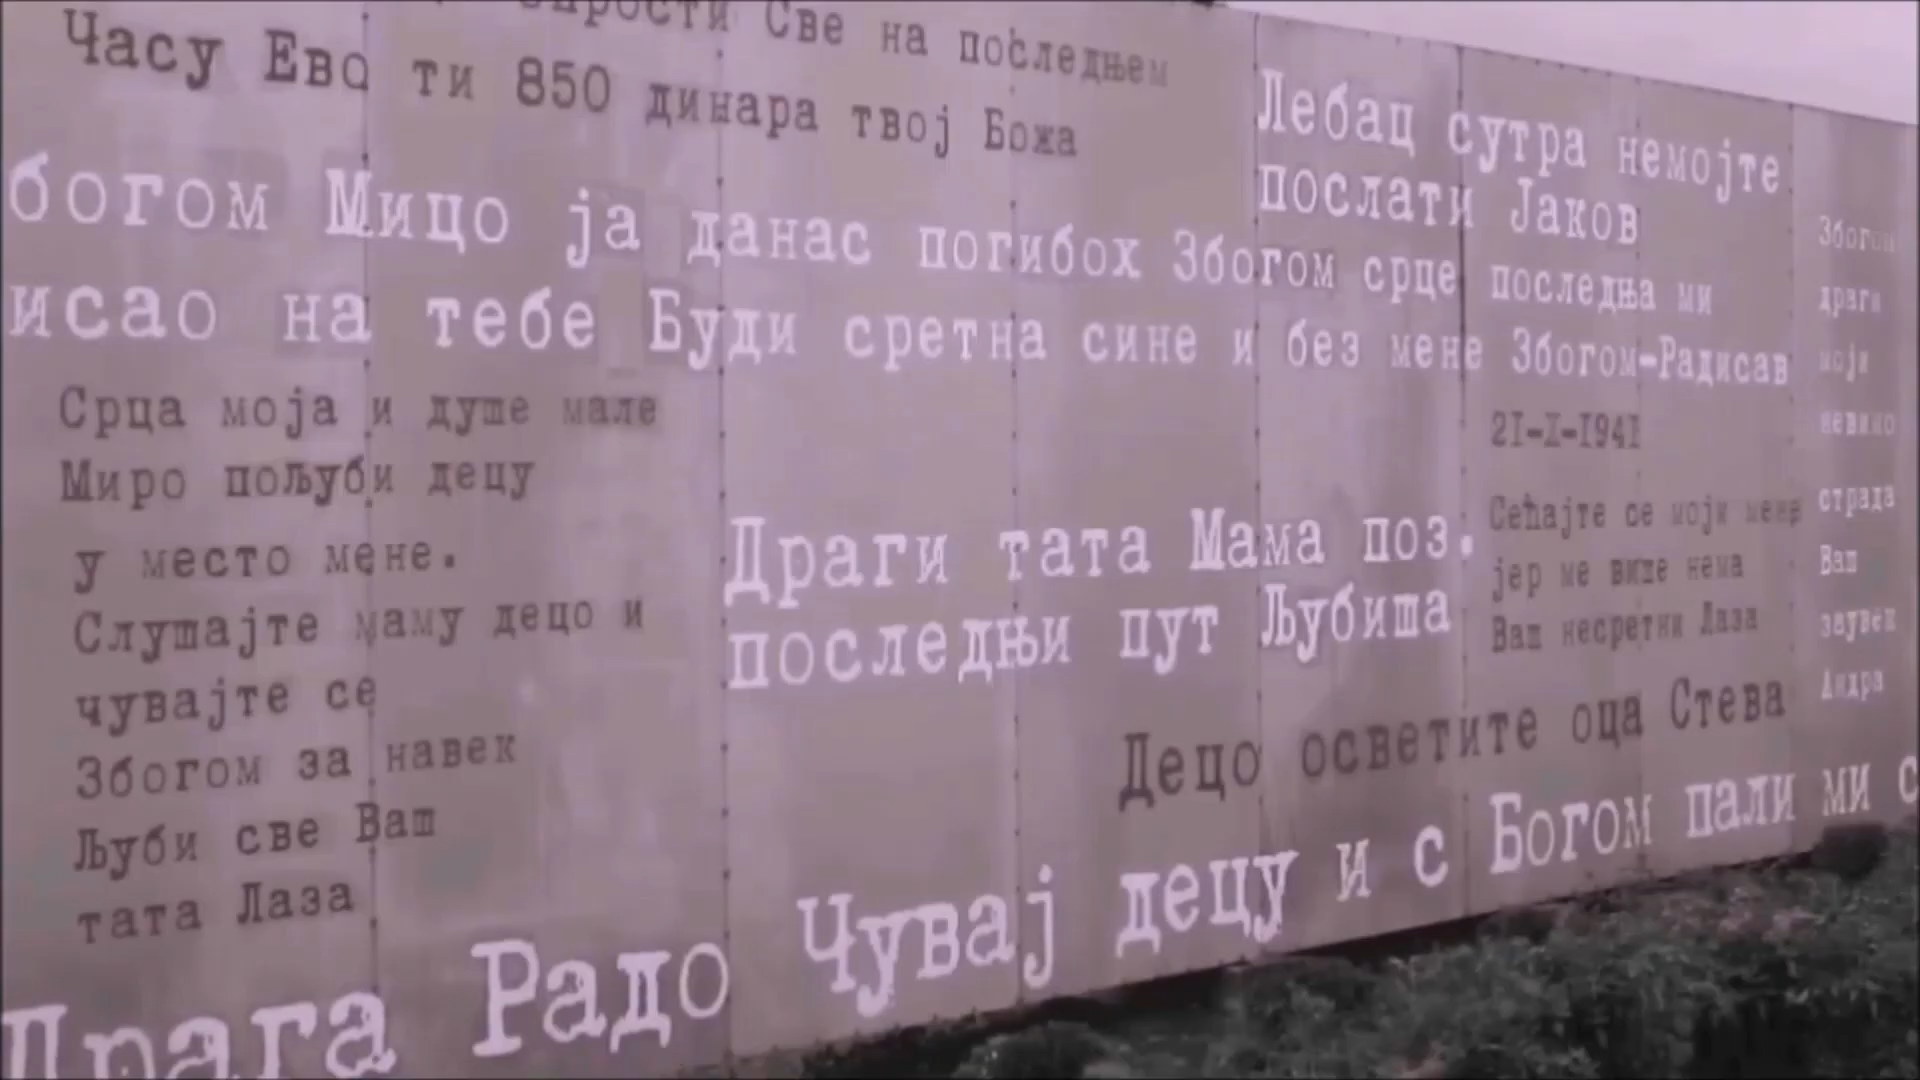 Све на последњем
Часу Ево ти 850 динара твој Божа
Лебац сутра немојте
послати Јаков
богом Мицо ја данас погибох Збогом срце последња ми
исао на тебе Буди сретна сине и без мене Збогом-Радисав
Срца моја и душе мале
Миро пољуби децу
у место мене.
Слушајте маму децо и
чувајте се
Збогом за навек
Љуби све Ваш
тата Лаза
Драги тата Мама поз.
последњи пут Љубиша
21-X-1941
Сећајте се моји мене
јер ме више нема
Ваш несретни Лаза
Збогом
драги
моји
невино
страда
Ваш
заувек
Андра
Децо осветите оца Стева
Драга Радо Чувај децу и с Богом пали ми с